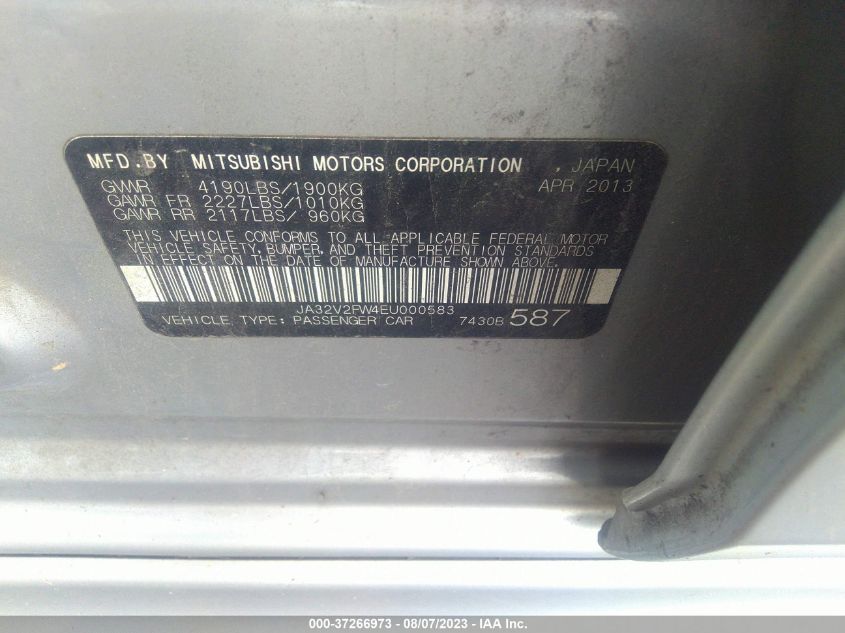 MFD. BY MITSUBISHI MOTORS CORPORATION , JAPAN
GVWR 4190LBS/1900KG APR 2013
GAWR FR 2227LBS/1010KG
GAWR RR 2117LBS/ 960KG
THIS VEHICLE CONFORMS TO ALL APPLICABLE FEDERAL MOTOR
VEHICLE SAFETY, BUMPER, AND THEFT PREVENTION STANDARDS
IN EFFECT ON THE DATE OF MANUFACTURE SHOWN ABOVE.
JA32V2FW4EU000583
VEHICLE TYPE: PASSENGER CAR 7430B 587
000-37266973 - 08/07/2023 - IAA Inc.